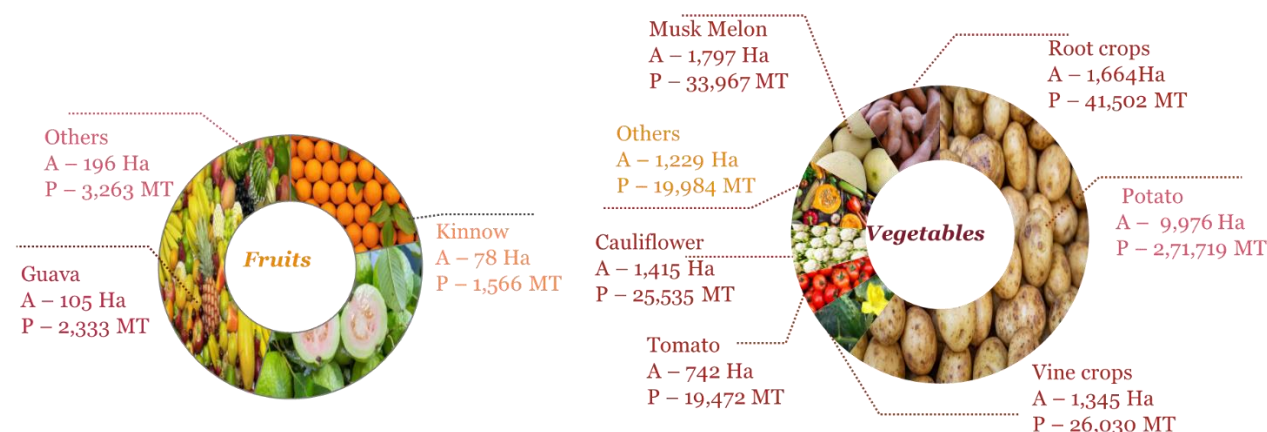 Others
A – 196 Ha
P – 3,263 MT
Guava
A – 105 Ha
P – 2,333 MT
Fruits
Kinnow
A – 78 Ha
P – 1,566 MT
Musk Melon
A – 1,797 Ha
P – 33,967 MT
Others
A – 1,229 Ha
P – 19,984 MT
Cauliflower
A – 1,415 Ha
P – 25,535 MT
Tomato
A – 742 Ha
P – 19,472 MT
Vegetables
Root crops
A – 1,664Ha
P – 41,502 MT
Potato
A – 9,976 Ha
P – 2,71,719 MT
Vine crops
A – 1,345 Ha
P – 26,030 MT